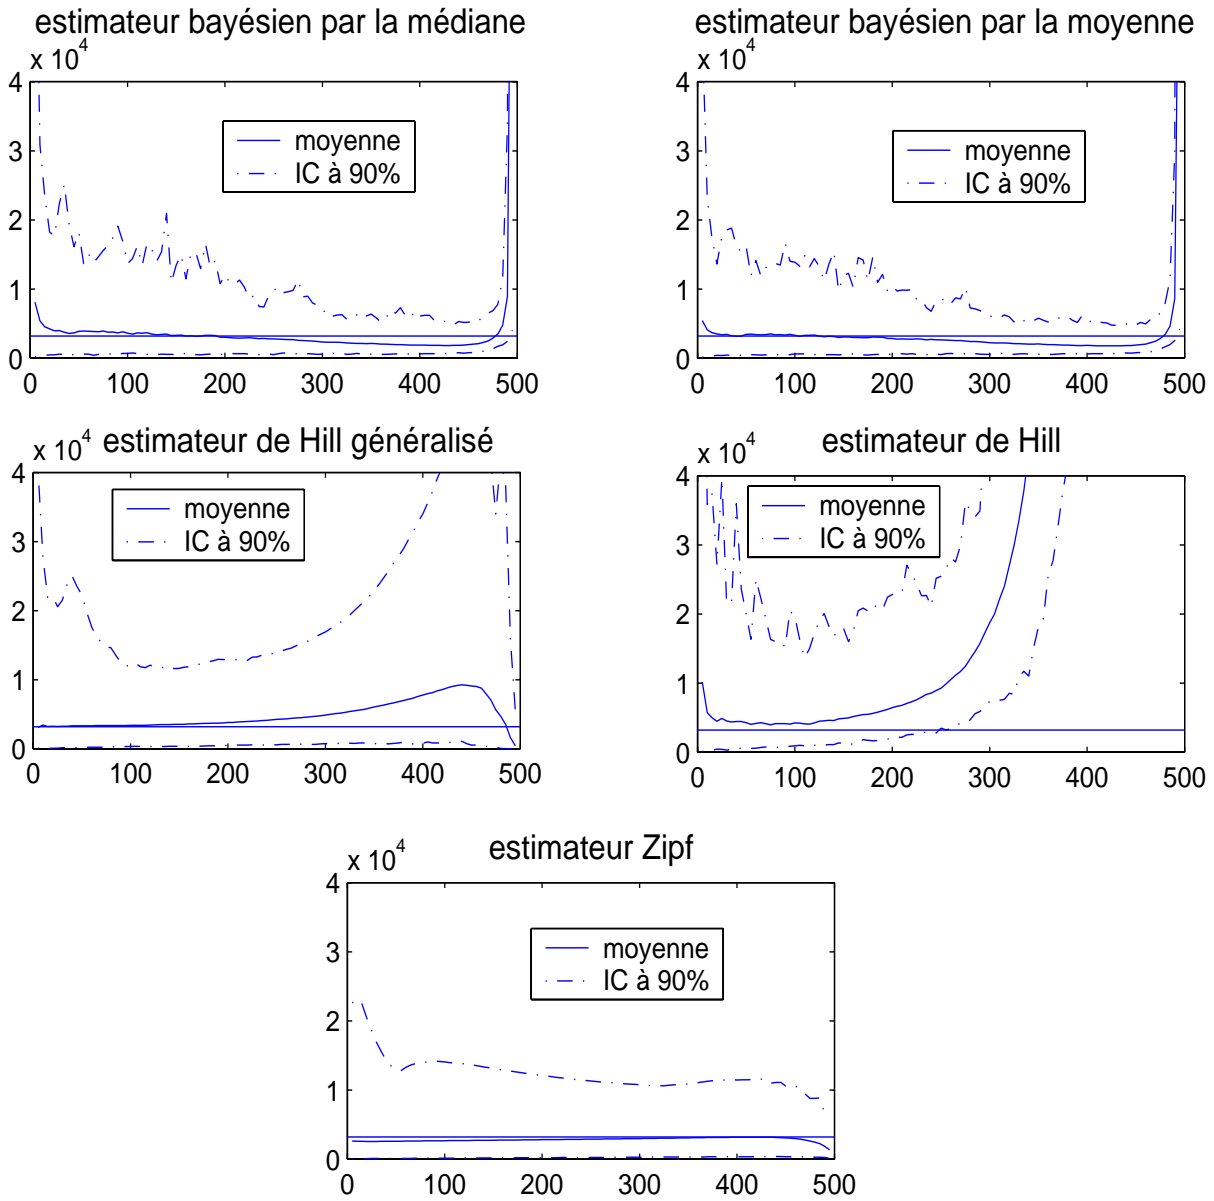 estimateur bayésien par la médiane
x 10^4
4
3
2
1
0
0 100 200 300 400 500
moyenne
IC à 90%
estimateur bayésien par la moyenne
x 10^4
4
3
2
1
0
0 100 200 300 400 500
moyenne
IC à 90%
estimateur de Hill généralisé
x 10^4
4
3
2
1
0
0 100 200 300 400 500
moyenne
IC à 90%
estimateur de Hill
x 10^4
4
3
2
1
0
0 100 200 300 400 500
moyenne
IC à 90%
estimateur Zipf
x 10^4
4
3
2
1
0
0 100 200 300 400 500
moyenne
IC à 90%